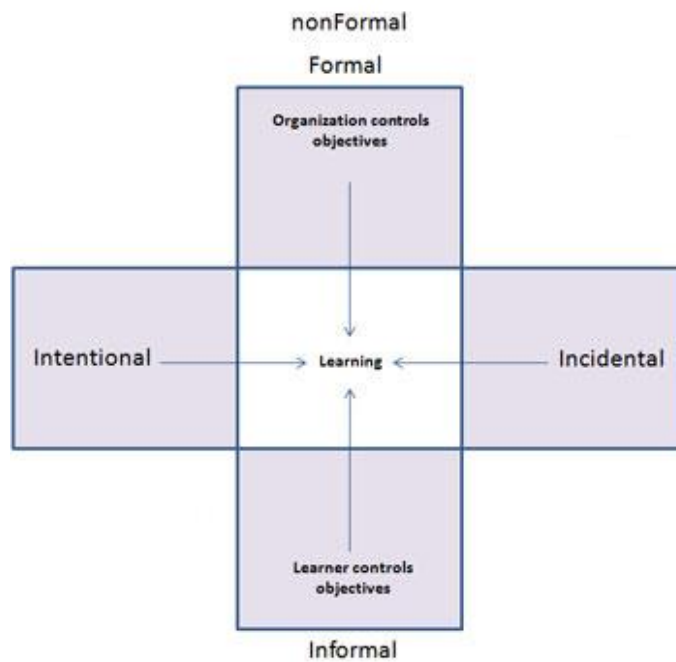 nonFormal
Formal
Organization controls
objectives
Intentional
Learning
Incidental
Learner controls
objectives
Informal